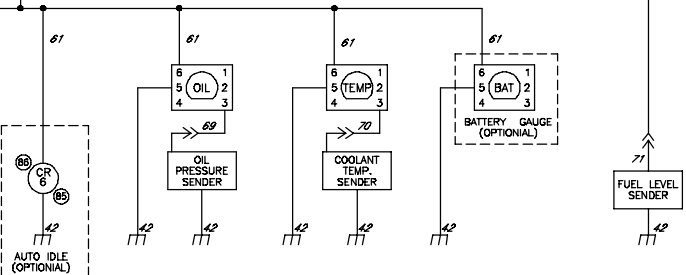 61
61
61
61
6 1
5 OIL 2
4 3
6 1
5 TEMP 2
4 3
6 1
5 BAT 2
4 3
BATTERY GAUGE
(OPTIONIAL)
69
70
71
86
CR
6
85
OIL
PRESSURE
SENDER
COOLANT
TEMP.
SENDER
FUEL LEVEL
SENDER
42
42
42
42
42
42
42
AUTO IDLE
(OPTIONIAL)